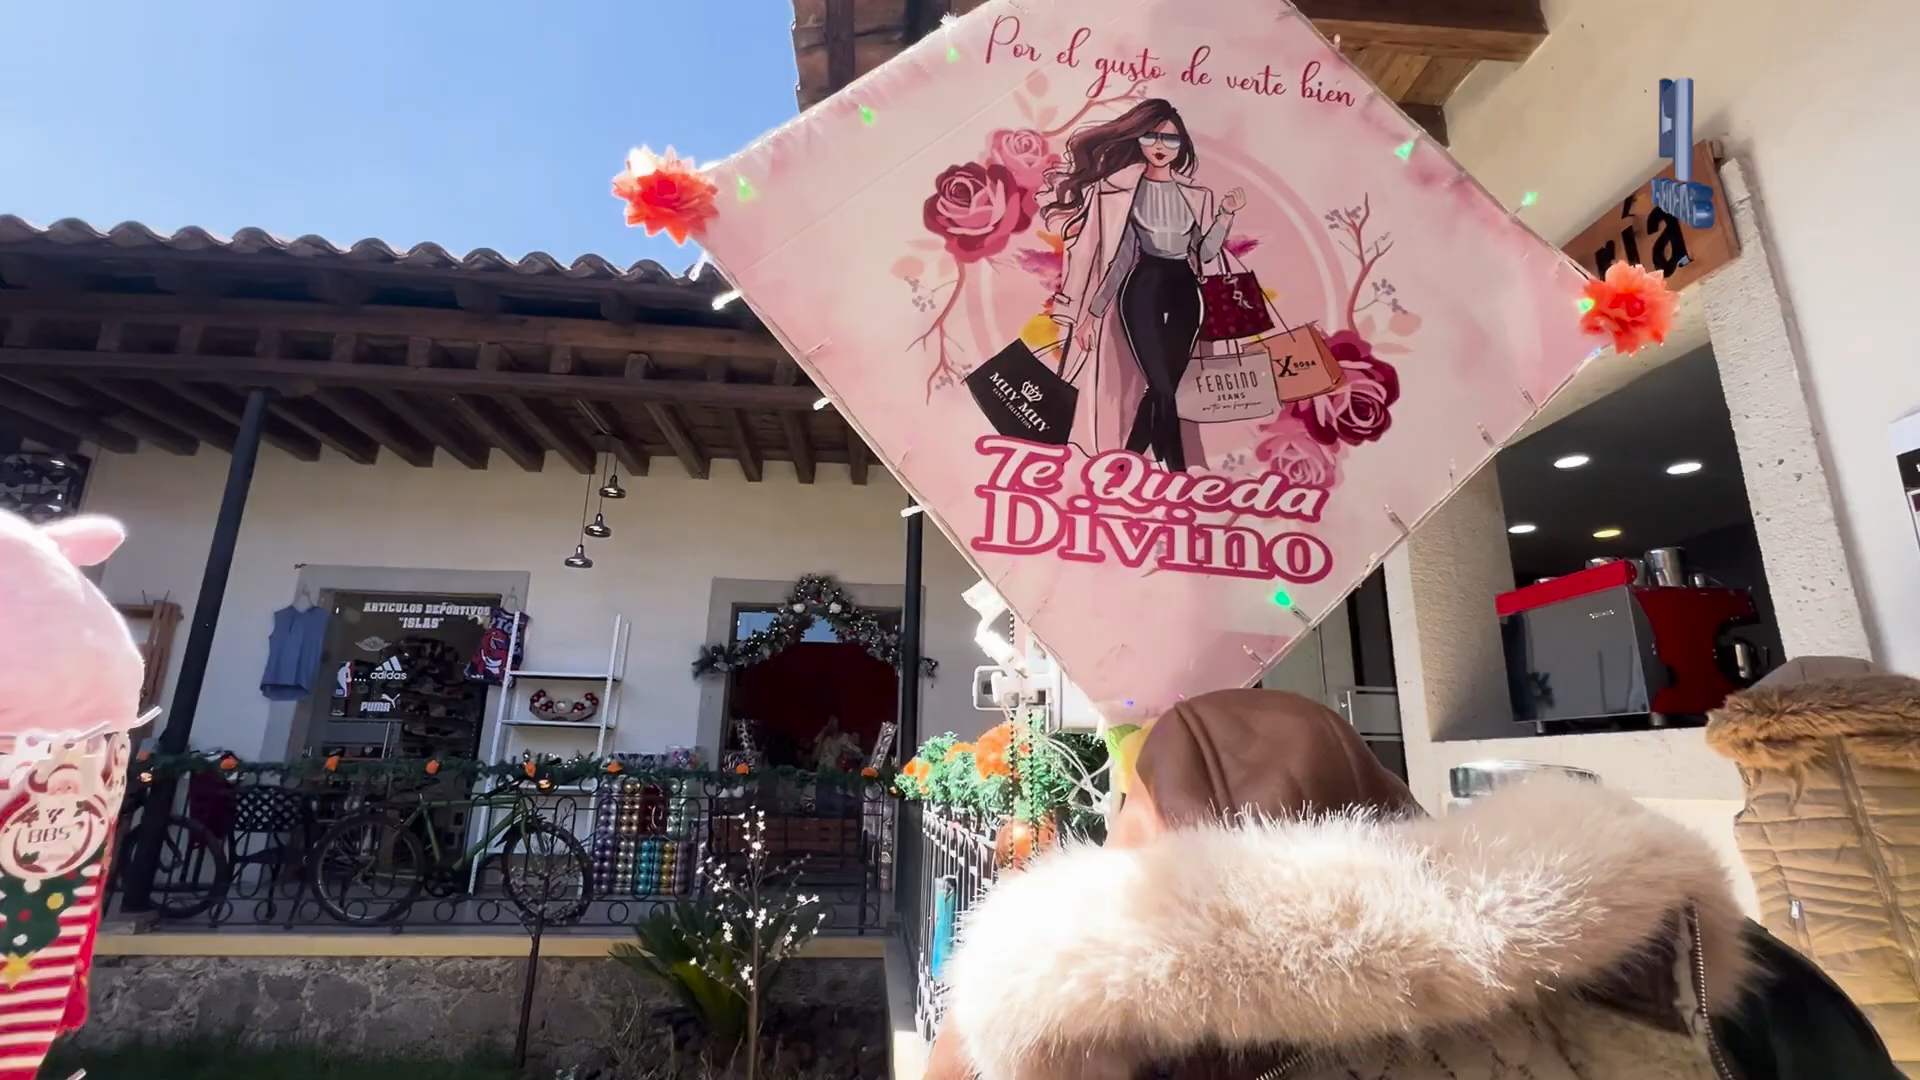 Por el gusto de verte bien
MUY MUY
FERGINO
JEANS
X BOGA
Te Queda
Divino
ría
ARTICULOS DEPORTIVOS
"ISLAS"
adidas
PUMA
BBS